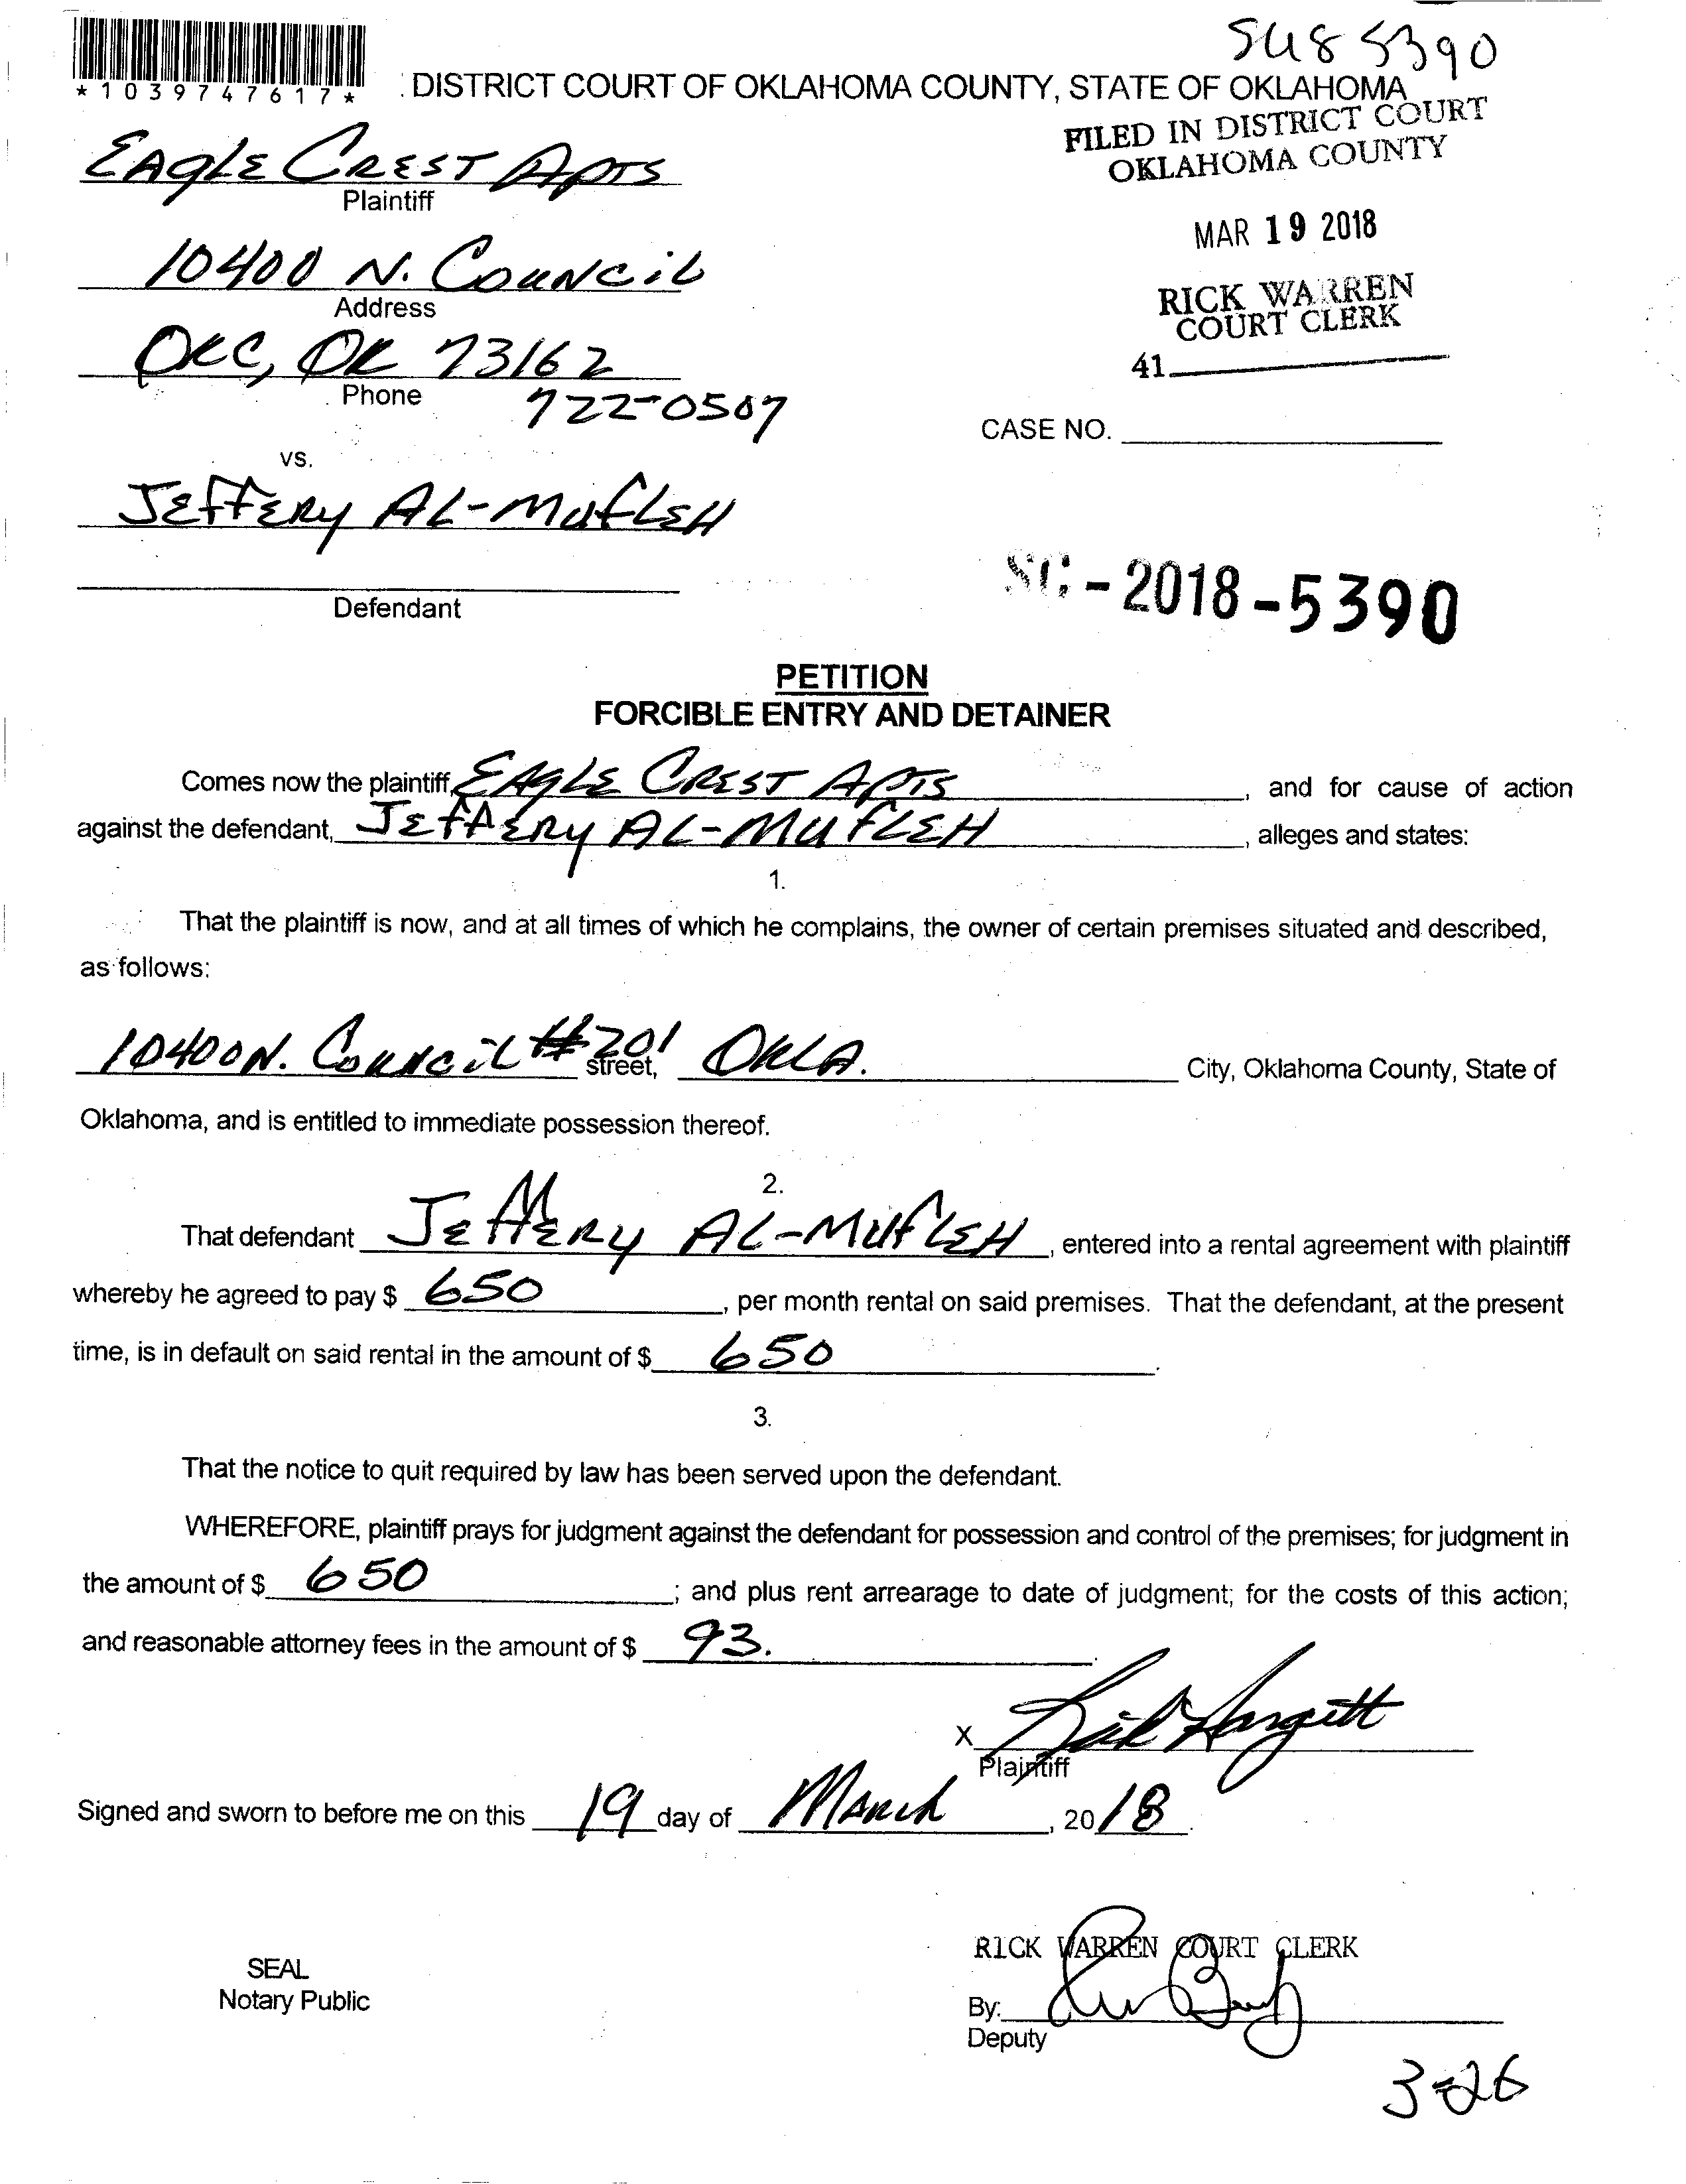 SC18 5390
*1039747617*
DISTRICT COURT OF OKLAHOMA COUNTY, STATE OF OKLAHOMA
FILED IN DISTRICT COURT
OKLAHOMA COUNTY
EAGLE CREST APTS
Plaintiff
MAR 19 2018
10400 N. COUNCIL
Address
RICK WARREN
COURT CLERK
OKC, OK 73162
41
Phone
722-0507
CASE NO.
vs.
JEFFERY AL-MUFLEH
SC-2018-5390
Defendant
PETITION
FORCIBLE ENTRY AND DETAINER
Comes now the plaintiff, EAGLE CREST APTS, and for cause of action
against the defendant, JEFFERY AL-MUFLEH, alleges and states:
1.
That the plaintiff is now, and at all times of which he complains, the owner of certain premises situated and described,
as follows:
10400 N. COUNCIL #201 street, OKLA. City, Oklahoma County, State of
Oklahoma, and is entitled to immediate possession thereof.
2.
That defendant JEFFERY AL-MUFLEH, entered into a rental agreement with plaintiff
whereby he agreed to pay $ 650, per month rental on said premises. That the defendant, at the present
time, is in default on said rental in the amount of $ 650.
3.
That the notice to quit required by law has been served upon the defendant.
WHEREFORE, plaintiff prays for judgment against the defendant for possession and control of the premises; for judgment in
the amount of $ 650; and plus rent arrearage to date of judgment; for the costs of this action;
and reasonable attorney fees in the amount of $ 93.
X Rick Hargett
Plaintiff
Signed and sworn to before me on this 19 day of MARCH, 2018.
RICK WARREN COURT CLERK
SEAL
Notary Public
By:
Deputy
3-26